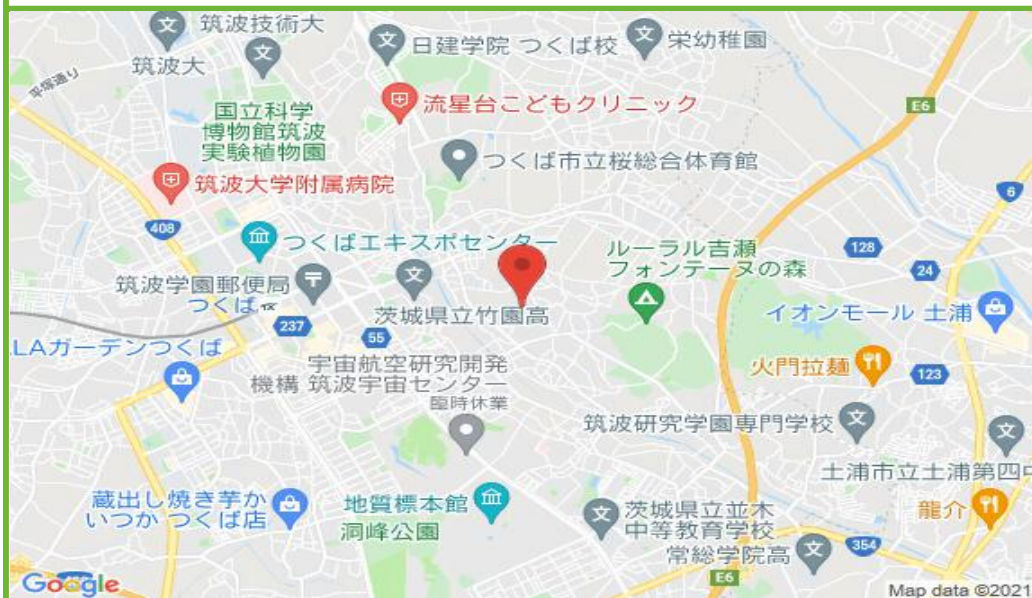 筑波技術大
筑波大
日建学院 つくば校
栄幼稚園
平塚通り
国立科学
博物館筑波
実験植物園
流星台こどもクリニック
E6
つくば市立桜総合体育館
筑波大学附属病院
6
408
つくばエキスポセンター
ルーラル吉瀬
フォンテーヌの森
128
24
筑波学園郵便局
つくば
茨城県立竹園高
イオンモール 土浦
237
55
LAガーデンつくば
宇宙航空研究開発
機構 筑波宇宙センター
臨時休業
火門拉麺
123
筑波研究学園専門学校
土浦市立土浦第四中
蔵出し焼き芋か
いつか つくば店
地質標本館
洞峰公園
茨城県立並木
中等教育学校
龍介
常総学院高
354
E6
Google
Map data ©2021